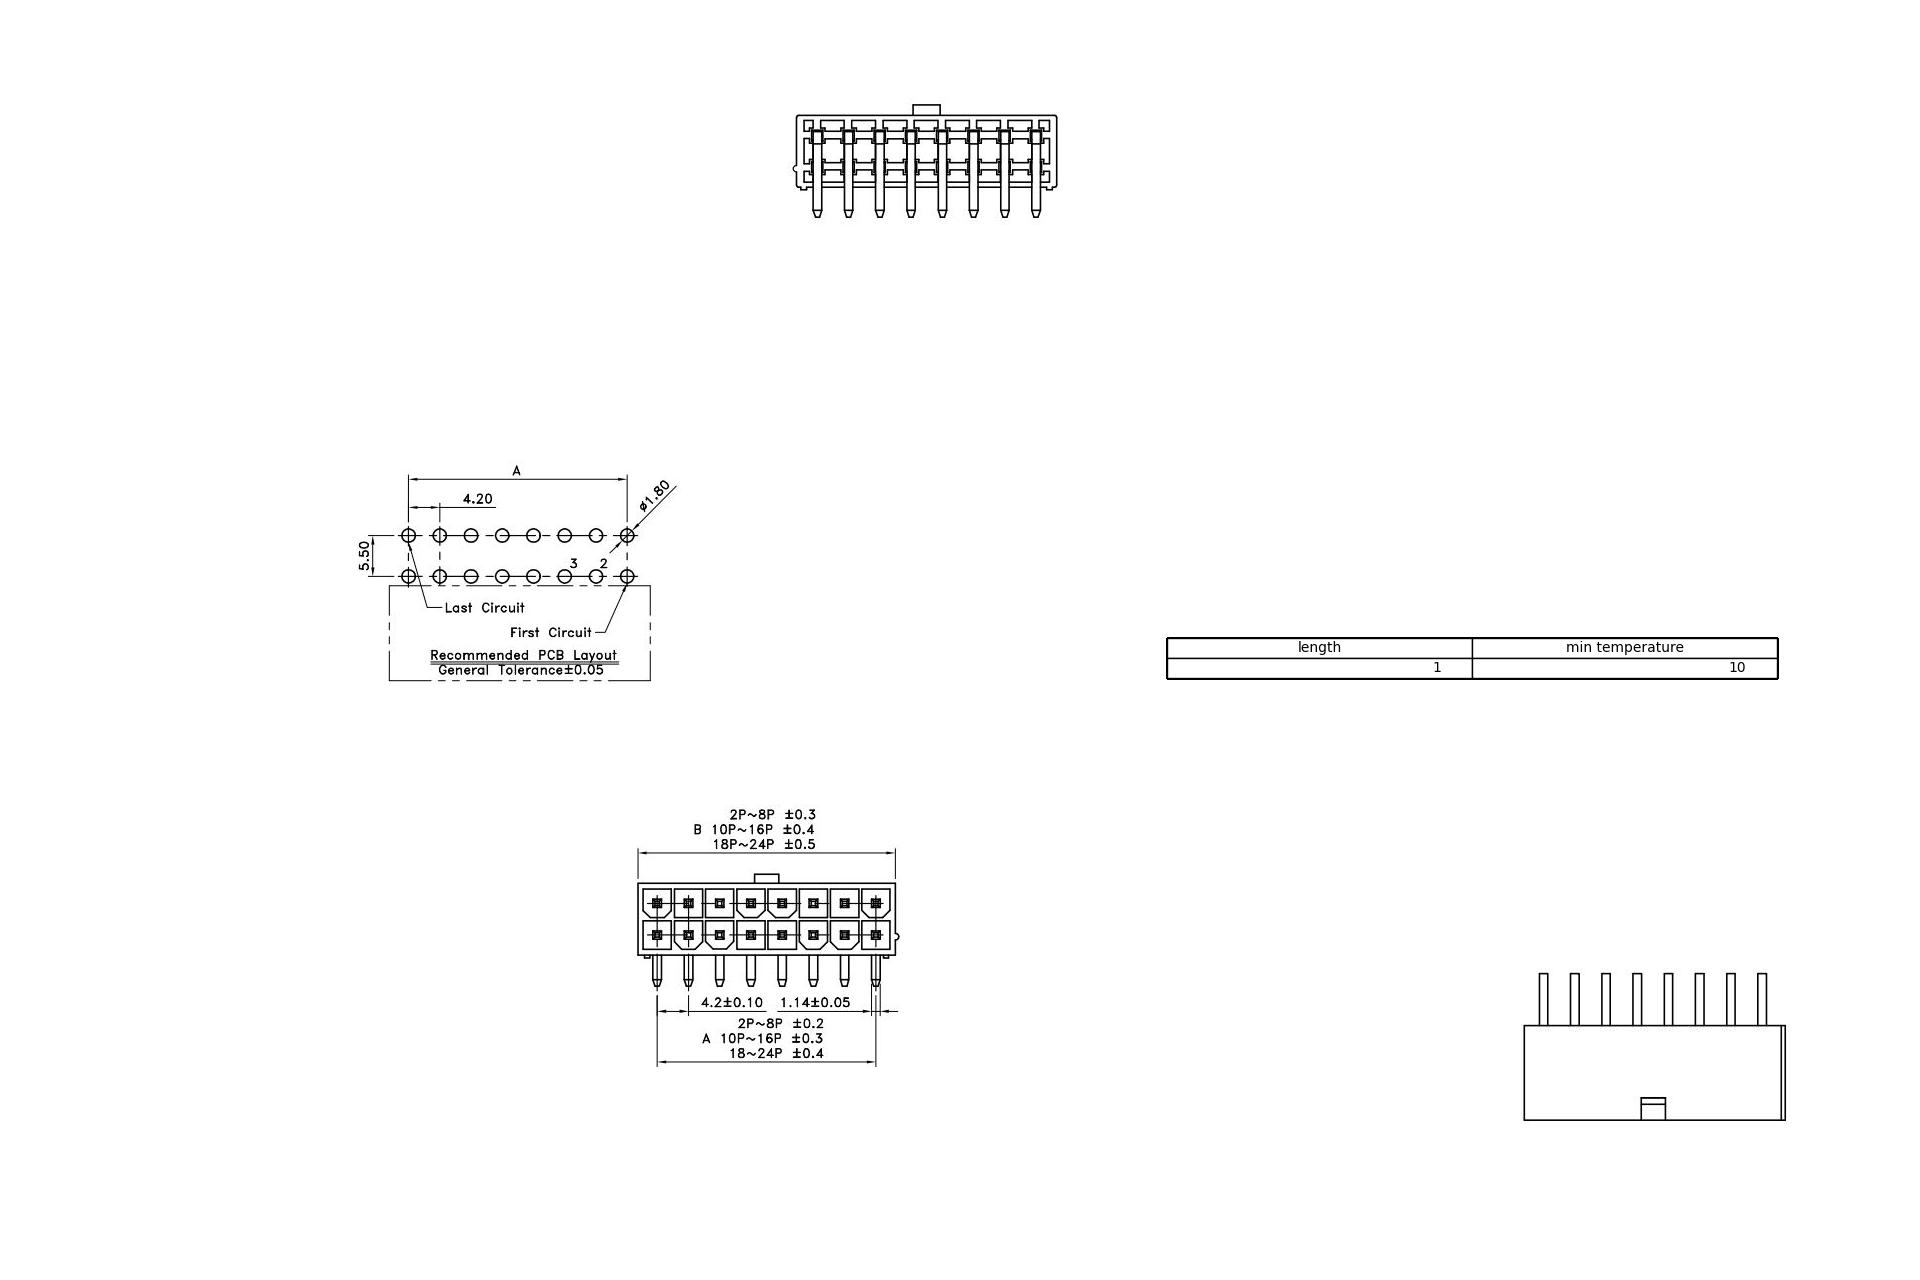 A
4.20
ø1.80
5.50
3 2
Last Circuit
First Circuit
Recommended PCB Layout
General Tolerance±0.05
length min temperature
1 10
2P~8P ±0.3
B 10P~16P ±0.4
18P~24P ±0.5
4.2±0.10 1.14±0.05
2P~8P ±0.2
A 10P~16P ±0.3
18~24P ±0.4